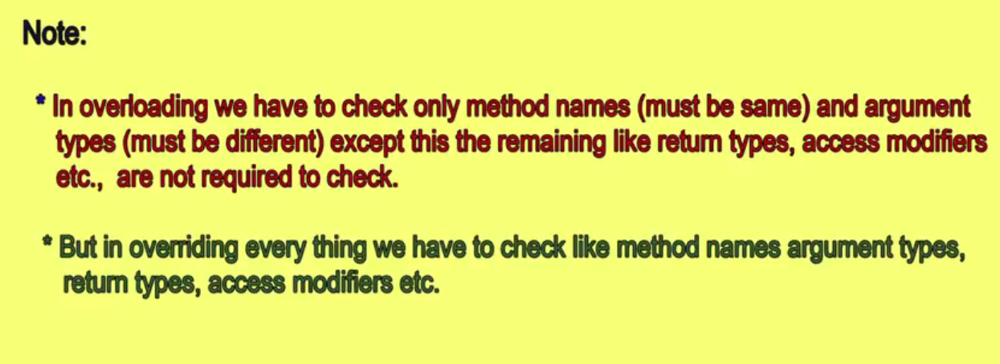 Note:
* In overloading we have to check only method names (must be same) and argument
types (must be different) except this the remaining like return types, access modifiers
etc.,  are not required to check.
* But in overriding every thing we have to check like method names argument types,
return types, access modifiers etc.